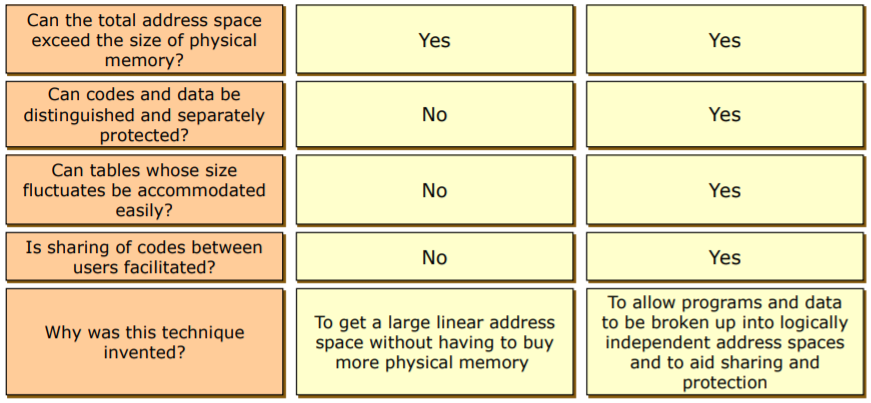 Can the total address space
exceed the size of physical
memory?
Yes
Yes
Can codes and data be
distinguished and separately
protected?
No
Yes
Can tables whose size
fluctuates be accommodated
easily?
No
Yes
Is sharing of codes between
users facilitated?
No
Yes
Why was this technique
invented?
To get a large linear address
space without having to buy
more physical memory
To allow programs and data
to be broken up into logically
independent address spaces
and to aid sharing and
protection